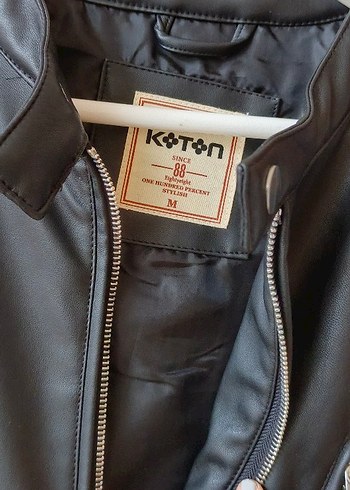 KOTON
SINCE
88
Eightyeight
ONE HUNDRED PERCENT
STYLISH
M